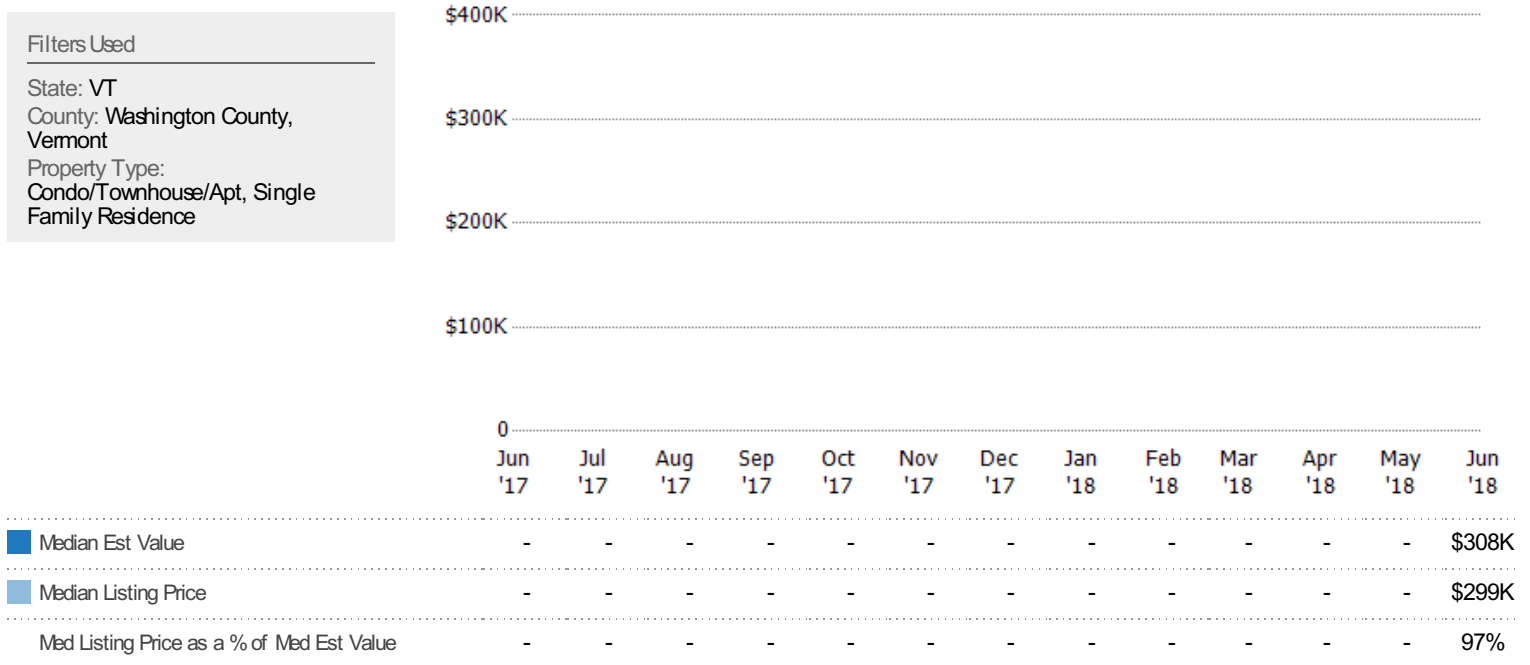 Filters Used
State: VT
County: Washington County,
Vermont
Property Type:
Condo/Townhouse/Apt, Single
Family Residence
$400K
$300K
$200K
$100K
0
Jun Jul Aug Sep Oct Nov Dec Jan Feb Mar Apr May Jun
'17 '17 '17 '17 '17 '17 '17 '18 '18 '18 '18 '18 '18
Median Est Value - - - - - - - - - - - - $308K
Median Listing Price - - - - - - - - - - - - $299K
Med Listing Price as a % of Med Est Value - - - - - - - - - - - - 97%